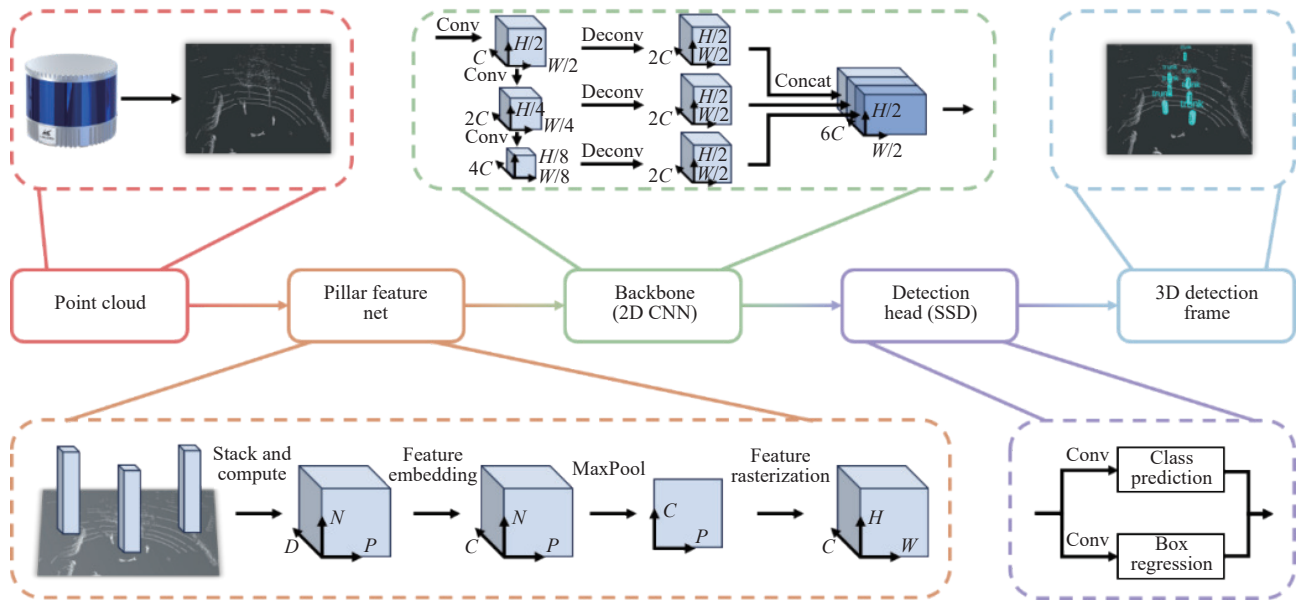 Conv
C
H/2
W/2
Conv
2C
H/4
W/4
Conv
4C
H/8
W/8
Deconv
2C
H/2
W/2
Deconv
2C
H/2
W/2
Deconv
2C
H/2
W/2
Concat
H/2
6C
W/2
trunk
Point cloud
Pillar feature
net
Backbone
(2D CNN)
Detection
head (SSD)
3D detection
frame
Stack and
compute
N
D
P
Feature
embedding
N
C
P
MaxPool
C
P
Feature
rasterization
H
C
W
Conv
Class
prediction
Conv
Box
regression